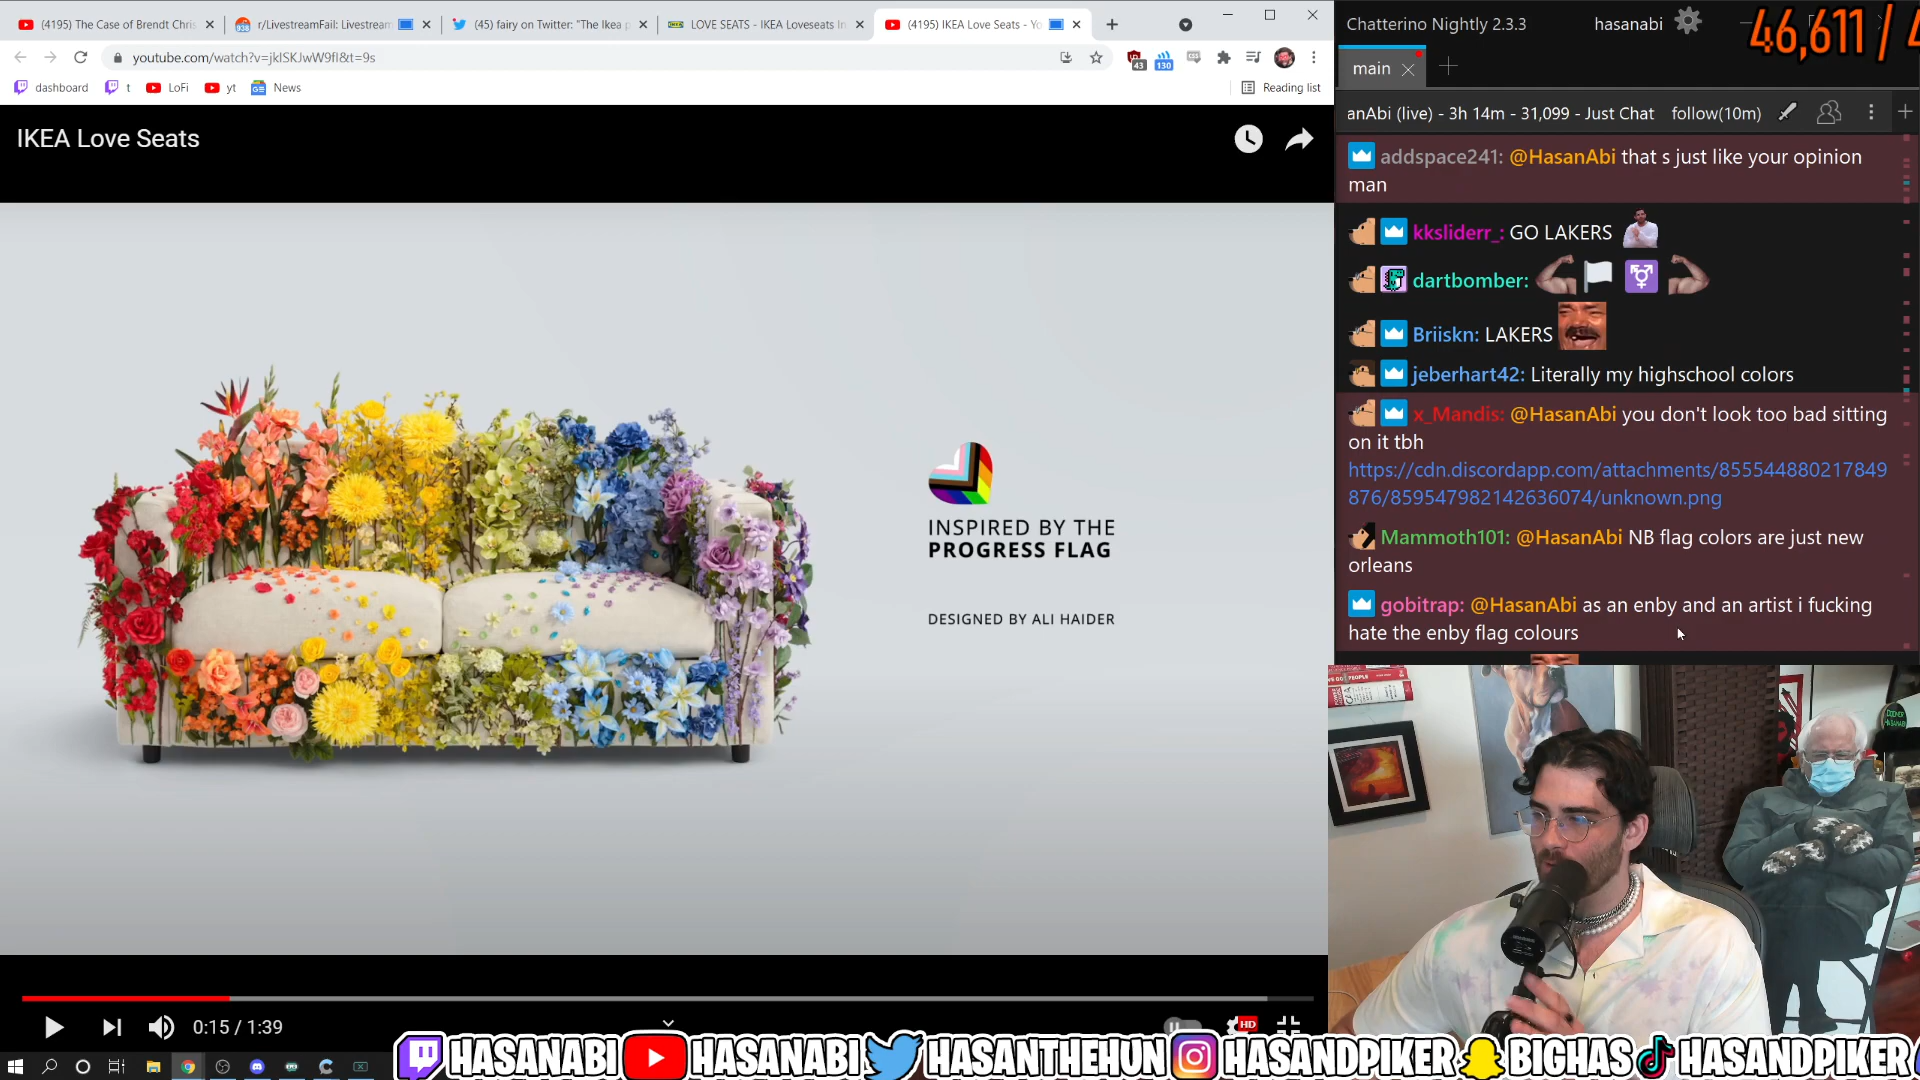 (4195) The Case of Brendt Chris
r/LivestreamFail: Livestream
(45) fairy on Twitter: "The Ikea p
LOVE SEATS - IKEA Loveseats In
(4195) IKEA Love Seats - Yo
youtube.com/watch?v=jkISKJwW9fI&t=9s
43
130
dashboard
t
LoFi
yt
News
Reading list
IKEA Love Seats
INSPIRED BY THE
PROGRESS FLAG
DESIGNED BY ALI HAIDER
0:15 / 1:39
HD
Chatterino Nightly 2.3.3
hasanabi
46,611 / 4
main
anAbi (live) - 3h 14m - 31,099 - Just Chat
follow(10m)
addspace241: @HasanAbi that s just like your opinion
man
kksliderr_: GO LAKERS
dartbomber:
Briiskn: LAKERS
jeberhart42: Literally my highschool colors
x_Mandis: @HasanAbi you don't look too bad sitting
on it tbh
https://cdn.discordapp.com/attachments/855544880217849
876/859547982142636074/unknown.png
Mammoth101: @HasanAbi NB flag colors are just new
orleans
gobitrap: @HasanAbi as an enby and an artist i fucking
hate the enby flag colours
HASANABI
HASANABI
HASANTHEHUN
HASANDPIKER
BIGHAS
HASANDPIKER